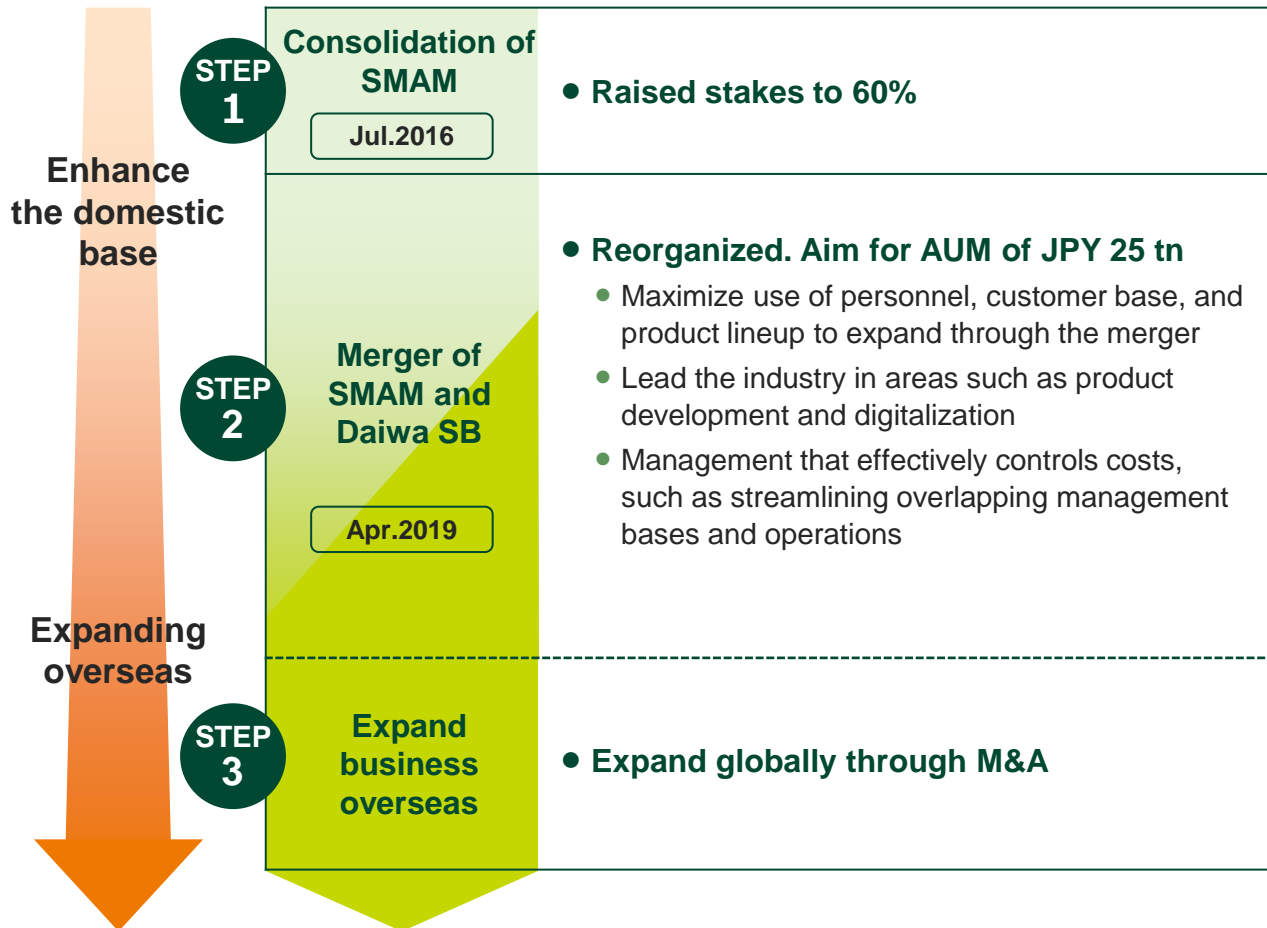 Enhance
the domestic
base
Expanding
overseas
STEP
1
Consolidation of
SMAM
Jul.2016
● Raised stakes to 60%
STEP
2
Merger of
SMAM and
Daiwa SB
Apr.2019
● Reorganized. Aim for AUM of JPY 25 tn
● Maximize use of personnel, customer base, and
product lineup to expand through the merger
● Lead the industry in areas such as product
development and digitalization
● Management that effectively controls costs,
such as streamlining overlapping management
bases and operations
STEP
3
Expand
business
overseas
● Expand globally through M&A